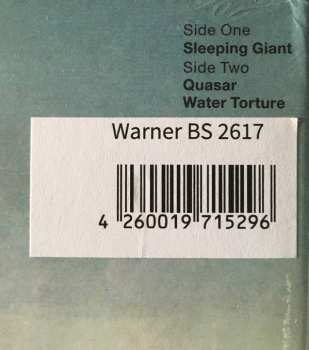 Side One
Sleeping Giant
Side Two
Quasar
Water Torture
Warner BS 2617
4 260019 715296